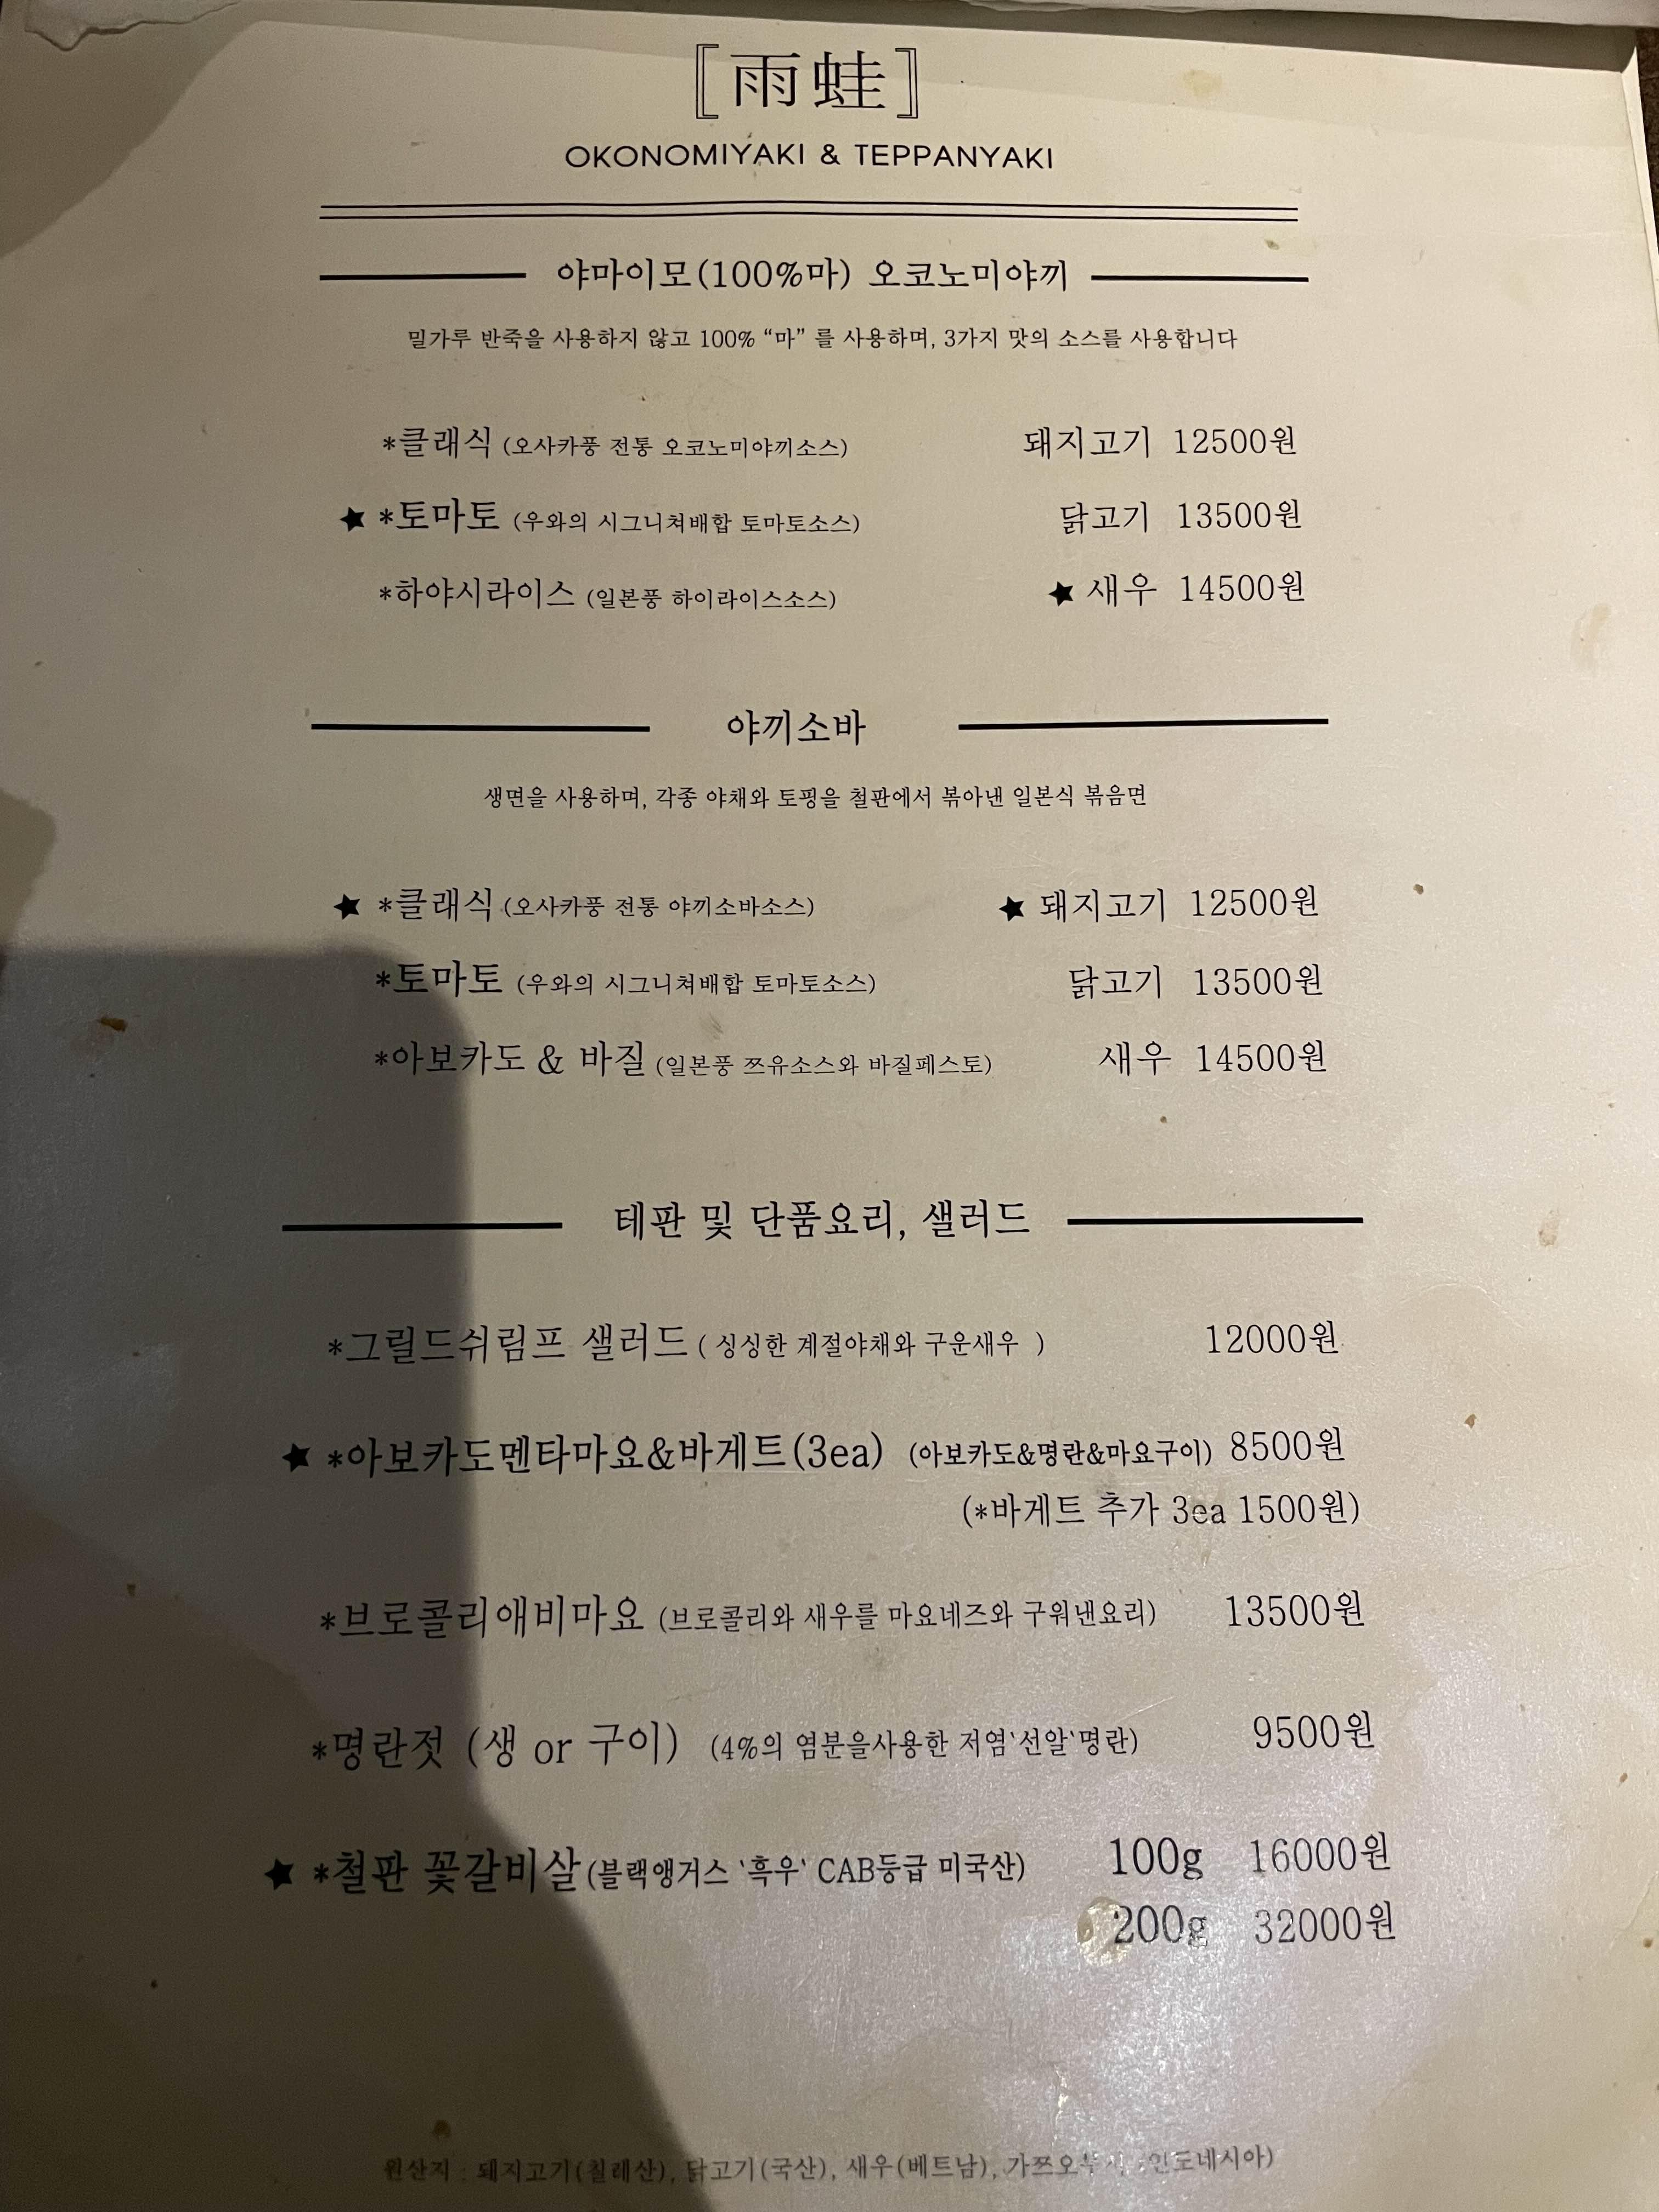 [雨蛙]
OKONOMIYAKI & TEPPANYAKI
야마이모(100%마) 오코노미야끼
밀가루 반죽을 사용하지 않고 100% “마” 를 사용하며, 3가지 맛의 소스를 사용합니다
*클래식 (오사카풍 전통 오코노미야끼소스) 돼지고기 12500원
★ *토마토 (우와의 시그니쳐배합 토마토소스) 닭고기 13500원
*하야시라이스 (일본풍 하이라이스소스) ★ 새우 14500원
야끼소바
생면을 사용하며, 각종 야채와 토핑을 철판에서 볶아낸 일본식 볶음면
★ *클래식 (오사카풍 전통 야끼소바소스) ★ 돼지고기 12500원
*토마토 (우와의 시그니쳐배합 토마토소스) 닭고기 13500원
*아보카도 & 바질 (일본풍 쯔유소스와 바질페스토) 새우 14500원
테판 및 단품요리, 샐러드
*그릴드쉬림프 샐러드 ( 싱싱한 계절야채와 구운새우 ) 12000원
★ *아보카도멘타마요&바게트(3ea) (아보카도&명란&마요구이) 8500원
(*바게트 추가 3ea 1500원)
*브로콜리애비마요 (브로콜리와 새우를 마요네즈와 구워낸요리) 13500원
*명란젓 (생 or 구이) (4%의 염분을사용한 저염‘선알‘명란) 9500원
★ *철판 꽃갈비살(블랙앵거스 ‘흑우‘ CAB등급 미국산) 100g 16000원
200g 32000원
원산지 : 돼지고기(칠레산), 닭고기(국산), 새우(베트남), 가쯔오 인도네시아)